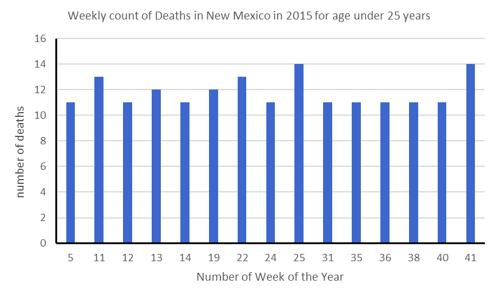 Weekly count of Deaths in New Mexico in 2015 for age under 25 years
number of deaths
16
14
12
10
8
6
4
2
0
5 11 12 13 14 19 22 24 25 31 35 36 38 40 41
Number of Week of the Year